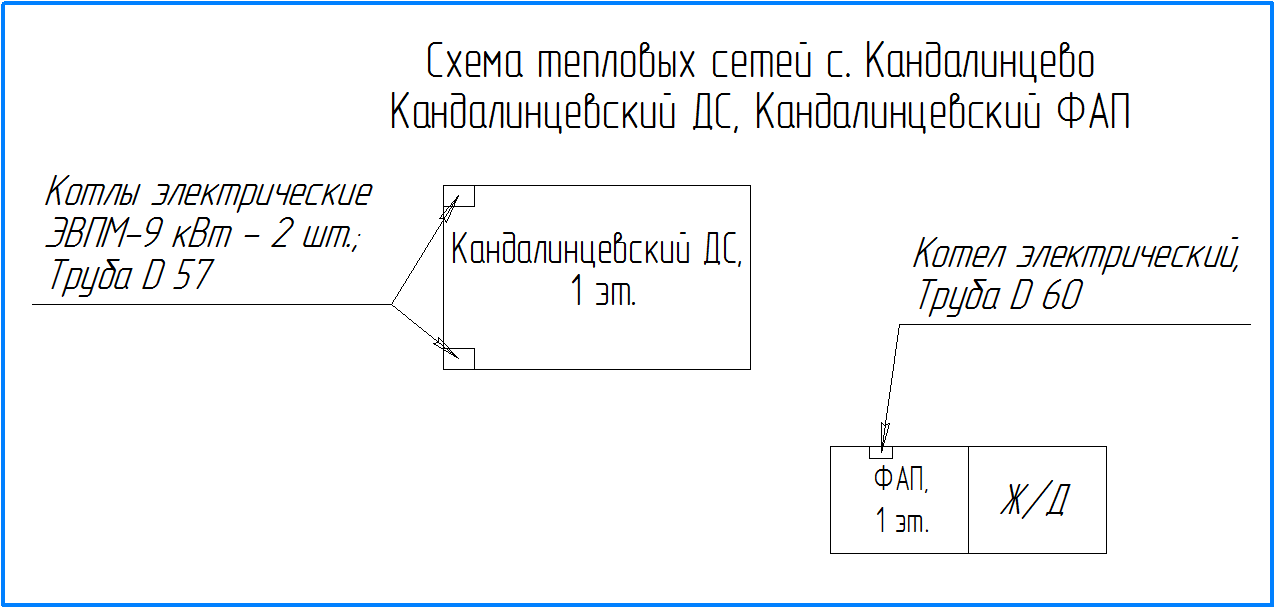 Схема тепловых сетей с. Кандалинцево
Кандалинцевский ДС, Кандалинцевский ФАП
Котлы электрические
ЭВПМ-9 кВт - 2 шт.;
Труба D 57
Кандалинцевский ДС,
1 эт.
Котел электрический,
Труба D 60
ФАП,
1 эт.
Ж/Д